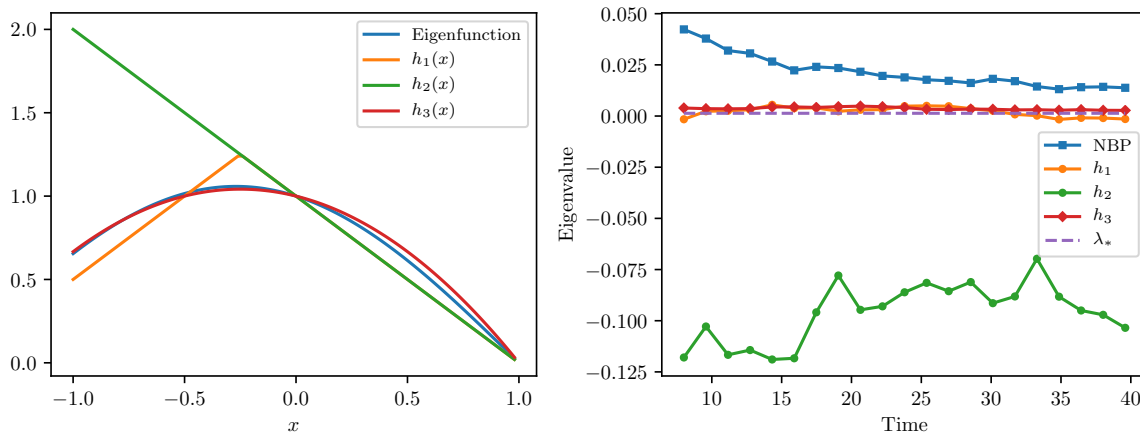 2.0
1.5
1.0
0.5
0.0
−1.0
−0.5
0.0
0.5
1.0
x
Eigenfunction
h₁(x)
h₂(x)
h₃(x)
Eigenvalue
0.050
0.025
0.000
−0.025
−0.050
−0.075
−0.100
−0.125
10
15
20
25
30
35
40
Time
NBP
h₁
h₂
h₃
λ∗